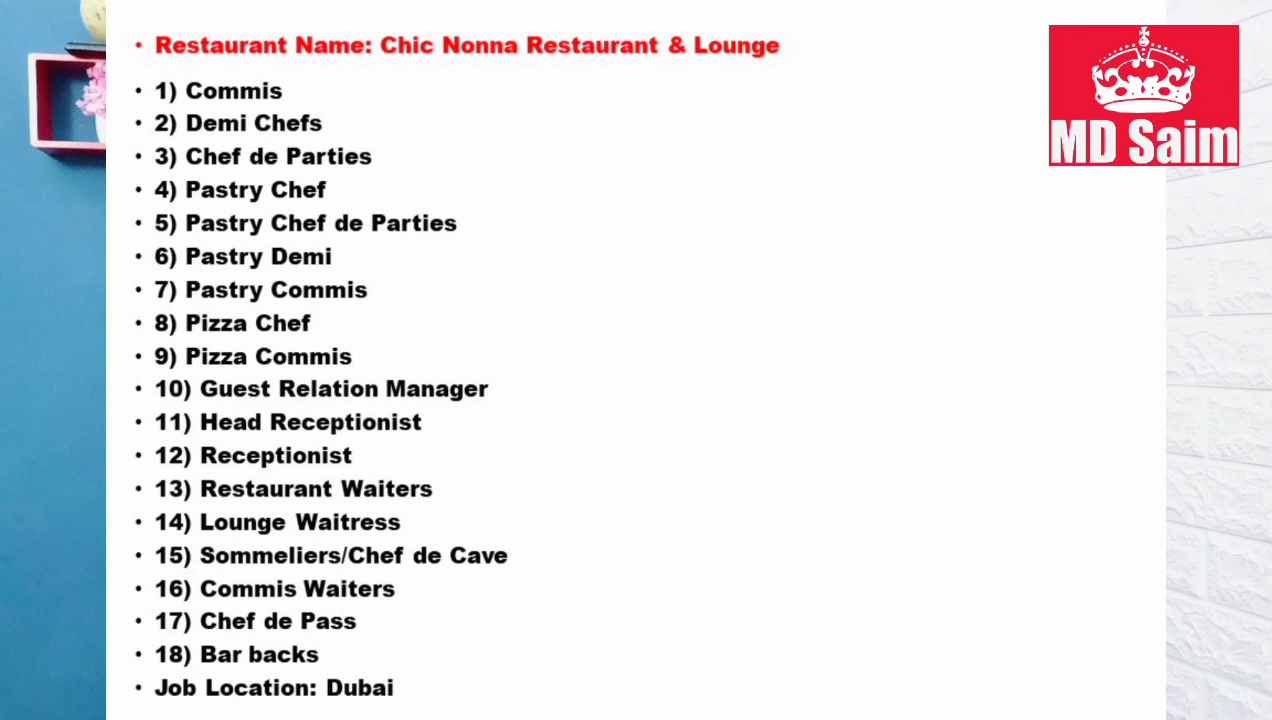 • Restaurant Name: Chic Nonna Restaurant & Lounge
• 1) Commis
• 2) Demi Chefs
• 3) Chef de Parties
• 4) Pastry Chef
• 5) Pastry Chef de Parties
• 6) Pastry Demi
• 7) Pastry Commis
• 8) Pizza Chef
• 9) Pizza Commis
• 10) Guest Relation Manager
• 11) Head Receptionist
• 12) Receptionist
• 13) Restaurant Waiters
• 14) Lounge Waitress
• 15) Sommeliers/Chef de Cave
• 16) Commis Waiters
• 17) Chef de Pass
• 18) Bar backs
• Job Location: Dubai
MD Saim